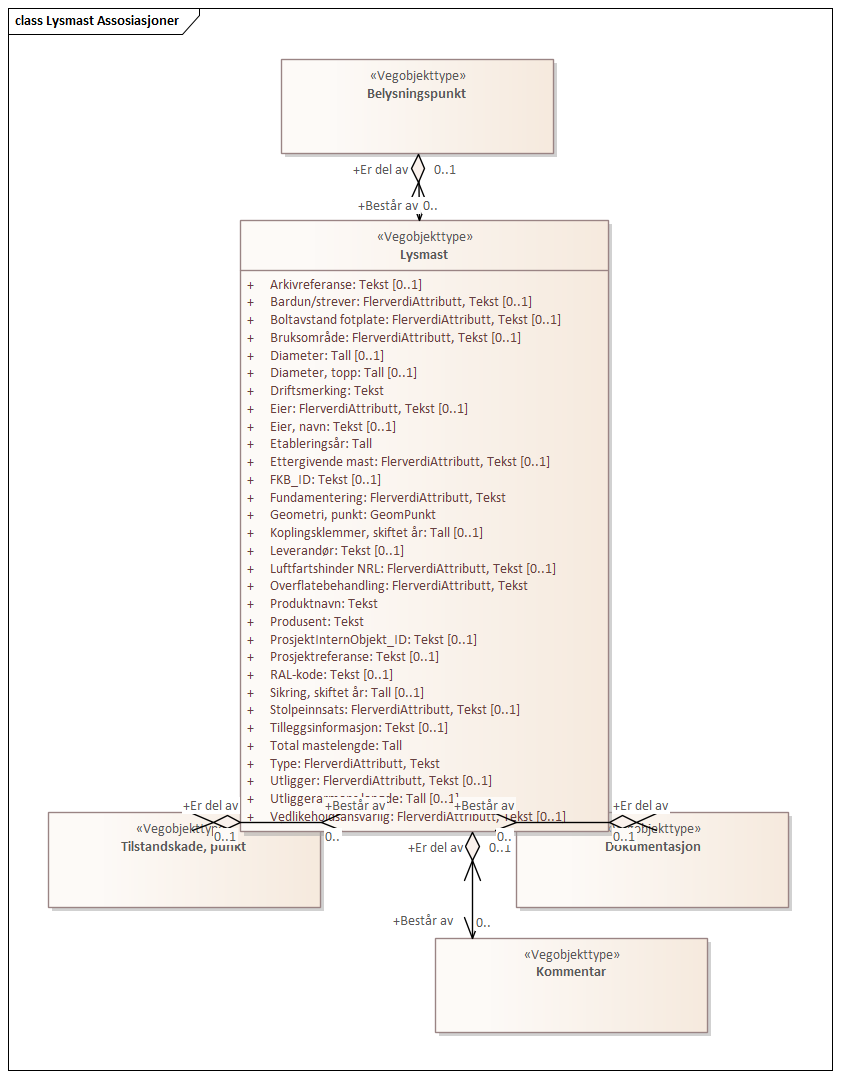 class Lysmast Assosiasjoner
«Vegobjekttype»
Belysningspunkt
+Er del av 0..1
+Består av 0..
«Vegobjekttype»
Lysmast
+ Arkivreferanse: Tekst [0..1]
+ Bardun/strever: FlerverdiAttributt, Tekst [0..1]
+ Boltavstand fotplate: FlerverdiAttributt, Tekst [0..1]
+ Bruksområde: FlerverdiAttributt, Tekst [0..1]
+ Diameter: Tall [0..1]
+ Diameter, topp: Tall [0..1]
+ Driftsmerking: Tekst
+ Eier: FlerverdiAttributt, Tekst [0..1]
+ Eier, navn: Tekst [0..1]
+ Etableringsår: Tall
+ Ettergivende mast: FlerverdiAttributt, Tekst [0..1]
+ FKB_ID: Tekst [0..1]
+ Fundamentering: FlerverdiAttributt, Tekst
+ Geometri, punkt: GeomPunkt
+ Koplingsklemmer, skiftet år: Tall [0..1]
+ Leverandør: Tekst [0..1]
+ Luftfartshinder NRL: FlerverdiAttributt, Tekst [0..1]
+ Overflatebehandling: FlerverdiAttributt, Tekst
+ Produktnavn: Tekst
+ Produsent: Tekst
+ ProsjektInternObjekt_ID: Tekst [0..1]
+ Prosjektreferanse: Tekst [0..1]
+ RAL-kode: Tekst [0..1]
+ Sikring, skiftet år: Tall [0..1]
+ Stolpeinnsats: FlerverdiAttributt, Tekst [0..1]
+ Tilleggsinformasjon: Tekst [0..1]
+ Total mastelengde: Tall
+ Type: FlerverdiAttributt, Tekst
+ Utligger: FlerverdiAttributt, Tekst [0..1]
+ Utliggerarmens lengde: Tall [0..1]
+ Vedlikeholdsansvarlig: FlerverdiAttributt, Tekst [0..1]
+Er del av +Består av +Består av +Er del av
0..1 0.. 0.. 0..1
«Vegobjekttype»
Tilstandskade, punkt
«Vegobjekttype»
Dokumentasjon
+Er del av 0..1
+Består av 0..
«Vegobjekttype»
Kommentar